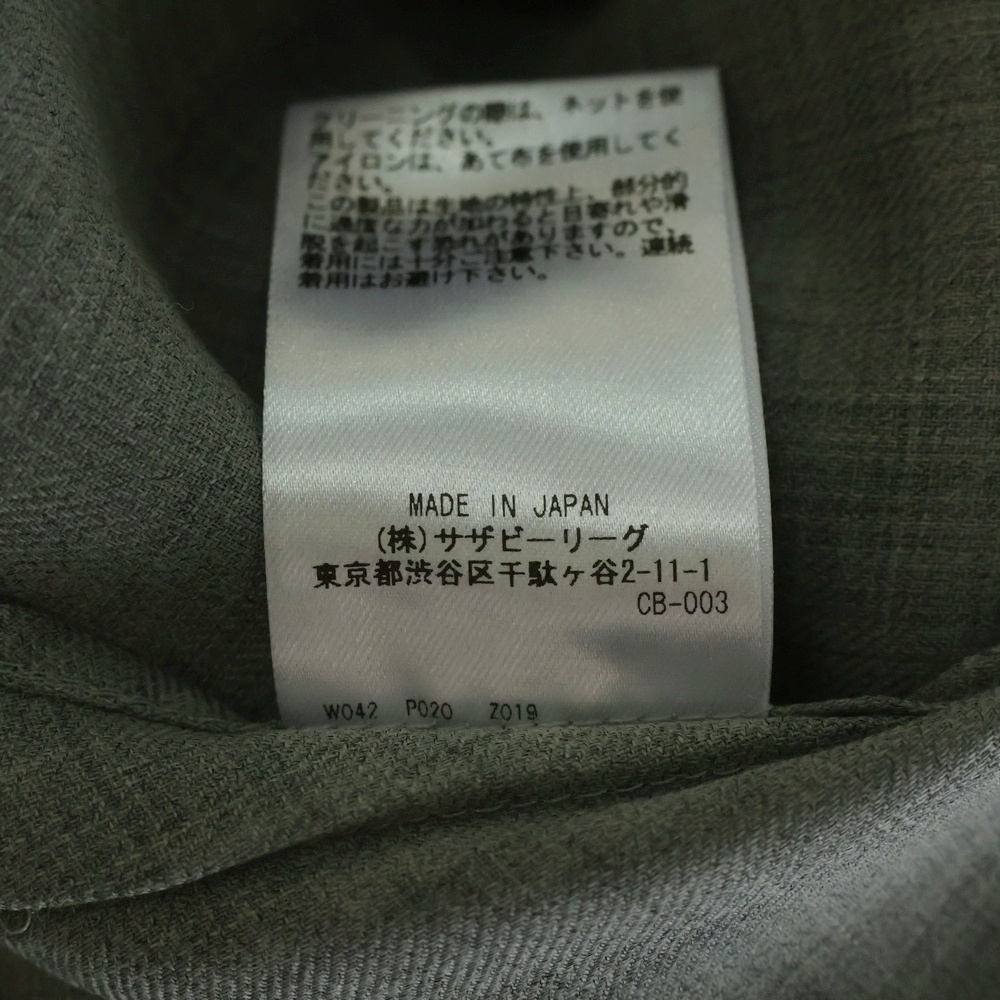 クリーニングの際は、ネットを使
用してください。
アイロンは、あて布を使用してく
ださい。
この製品は生地の特性上、部分的
に過度な力が加わると目寄れや滑
脱を起こす恐れがありますので、
着用には十分ご注意下さい。連続
着用はお避け下さい。
MADE IN JAPAN
(株)サザビーリーグ
東京都渋谷区千駄ヶ谷2-11-1
CB-003
W042 P020 Z019